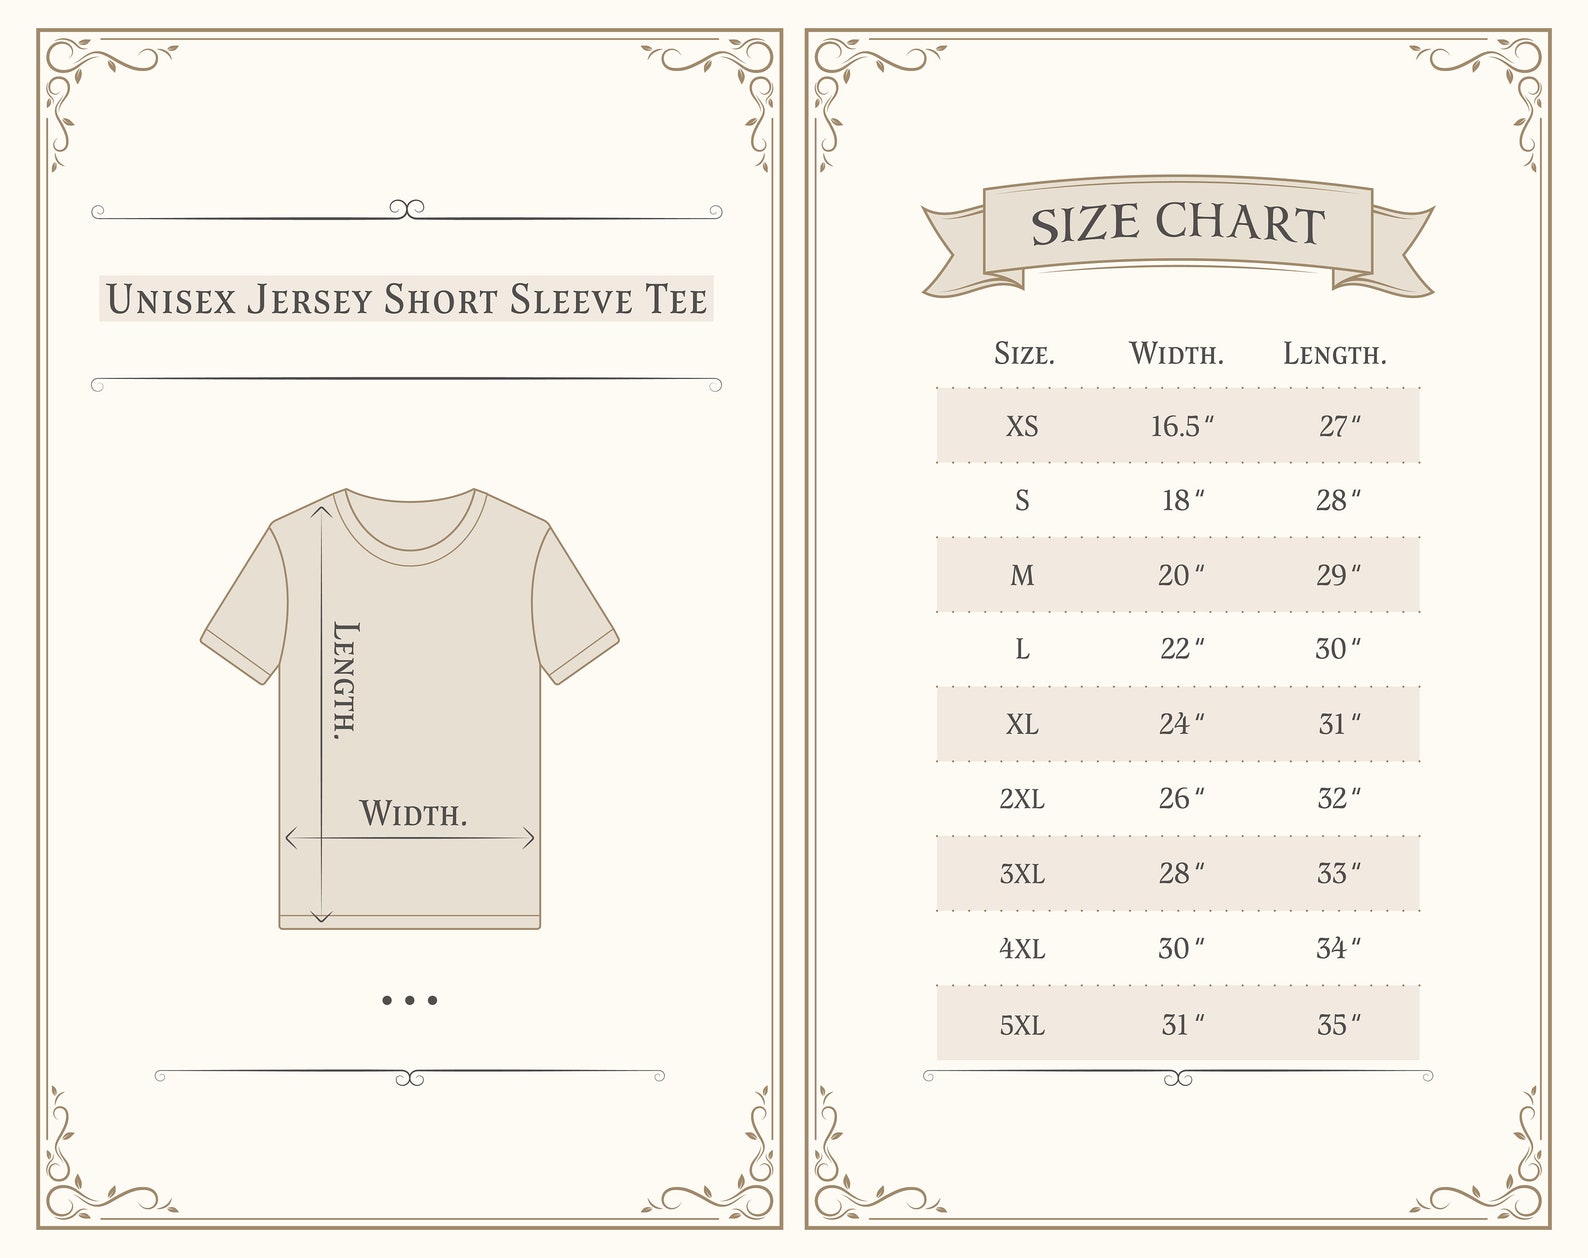 Unisex Jersey Short Sleeve Tee
Length.
Width.
SIZE CHART
Size. Width. Length.
XS 16.5" 27"
S 18" 28"
M 20" 29"
L 22" 30"
XL 24" 31"
2XL 26" 32"
3XL 28" 33"
4XL 30" 34"
5XL 31" 35"